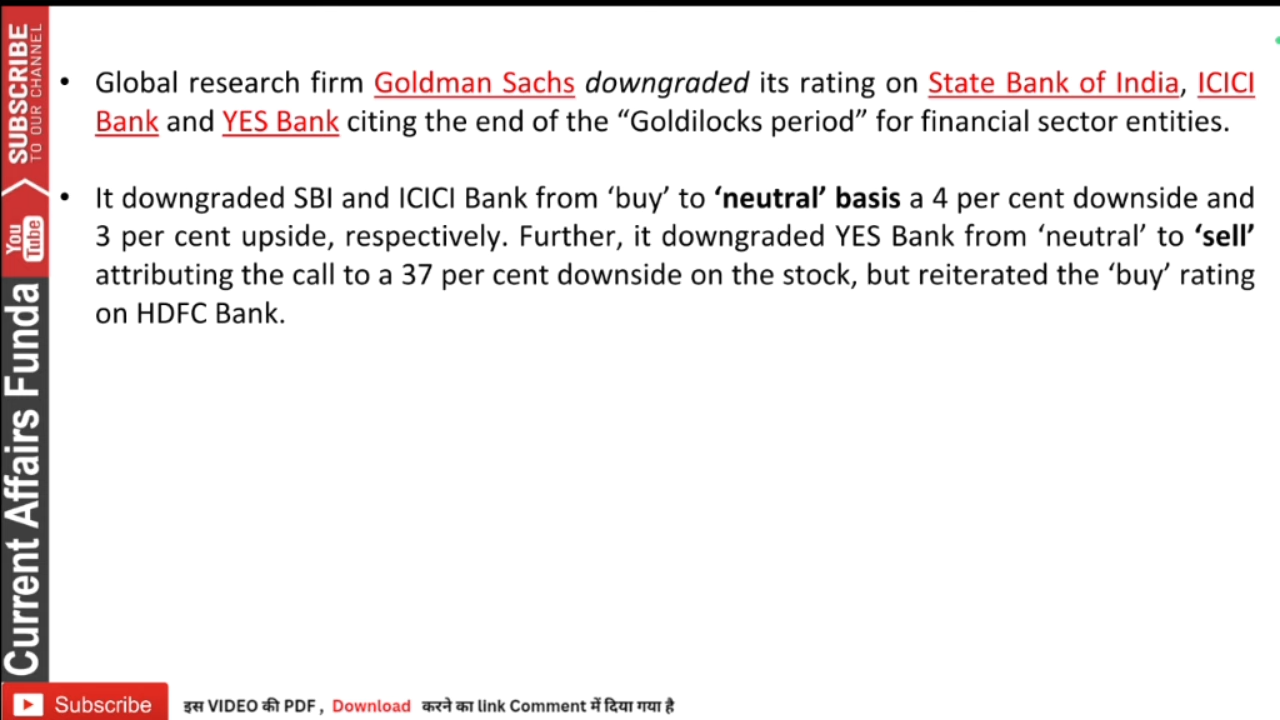 SUBSCRIBE
TO OUR CHANNEL
You
Tube
Current Affairs Funda
• Global research firm Goldman Sachs downgraded its rating on State Bank of India, ICICI
Bank and YES Bank citing the end of the “Goldilocks period” for financial sector entities.
• It downgraded SBI and ICICI Bank from ‘buy’ to ‘neutral’ basis a 4 per cent downside and
3 per cent upside, respectively. Further, it downgraded YES Bank from ‘neutral’ to ‘sell’
attributing the call to a 37 per cent downside on the stock, but reiterated the ‘buy’ rating
on HDFC Bank.
Subscribe
इस VIDEO की PDF , Download करने का link Comment में दिया गया है